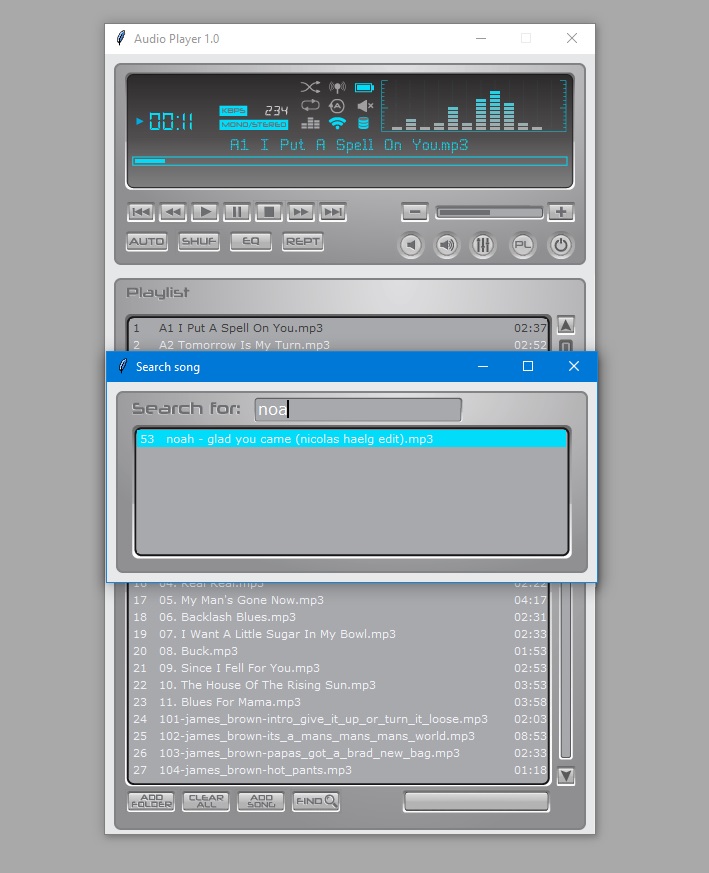 Audio Player 1.0
00:11
KBPS 234
MONO/STEREO
A1 I Put A Spell On You.mp3
AUTO SHUF EQ REPT PL
Playlist
1 A1 I Put A Spell On You.mp3 02:37
2 A2 Tomorrow Is My Turn.mp3 02:52
Search song
Search for: noa
53 noah - glad you came (nicolas haelg edit).mp3
16 04. Real Real.mp3 02:22
17 05. My Man's Gone Now.mp3 04:17
18 06. Backlash Blues.mp3 02:31
19 07. I Want A Little Sugar In My Bowl.mp3 02:33
20 08. Buck.mp3 01:53
21 09. Since I Fell For You.mp3 02:53
22 10. The House Of The Rising Sun.mp3 03:53
23 11. Blues For Mama.mp3 03:58
24 101-james_brown-intro_give_it_up_or_turn_it_loose.mp3 02:03
25 102-james_brown-its_a_mans_mans_mans_world.mp3 08:53
26 103-james_brown-papas_got_a_brad_new_bag.mp3 02:33
27 104-james_brown-hot_pants.mp3 01:18
ADD FOLDER CLEAR ALL ADD SONG FIND